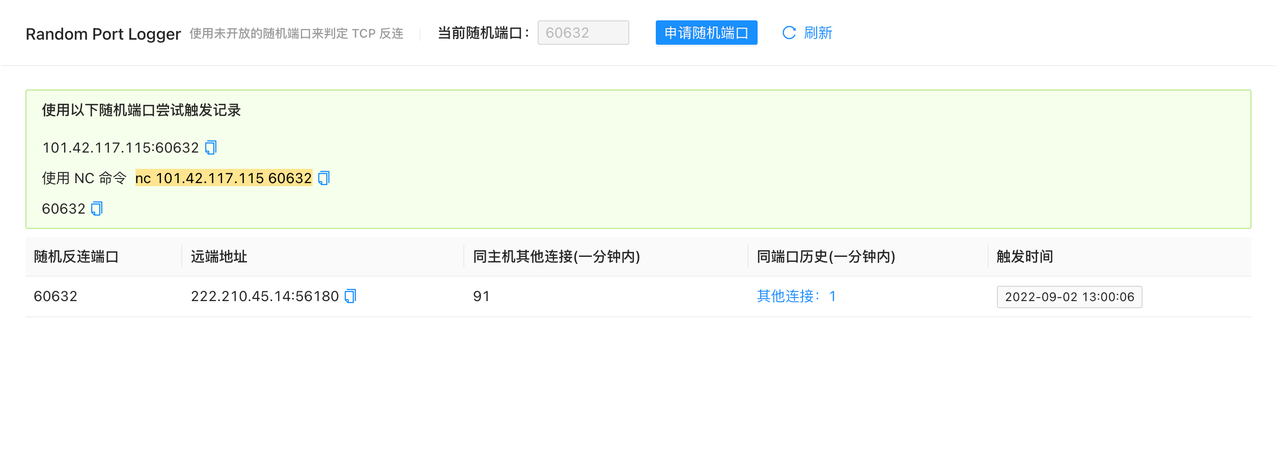 Random Port Logger 使用未开放的随机端口来判定 TCP 反连 当前随机端口: 60632 申请随机端口 刷新
使用以下随机端口尝试触发记录
101.42.117.115:60632
使用 NC 命令 nc 101.42.117.115 60632
60632
随机反连端口 远端地址 同主机其他连接(一分钟内) 同端口历史(一分钟内) 触发时间
60632 222.210.45.14:56180 91 其他连接: 1 2022-09-02 13:00:06